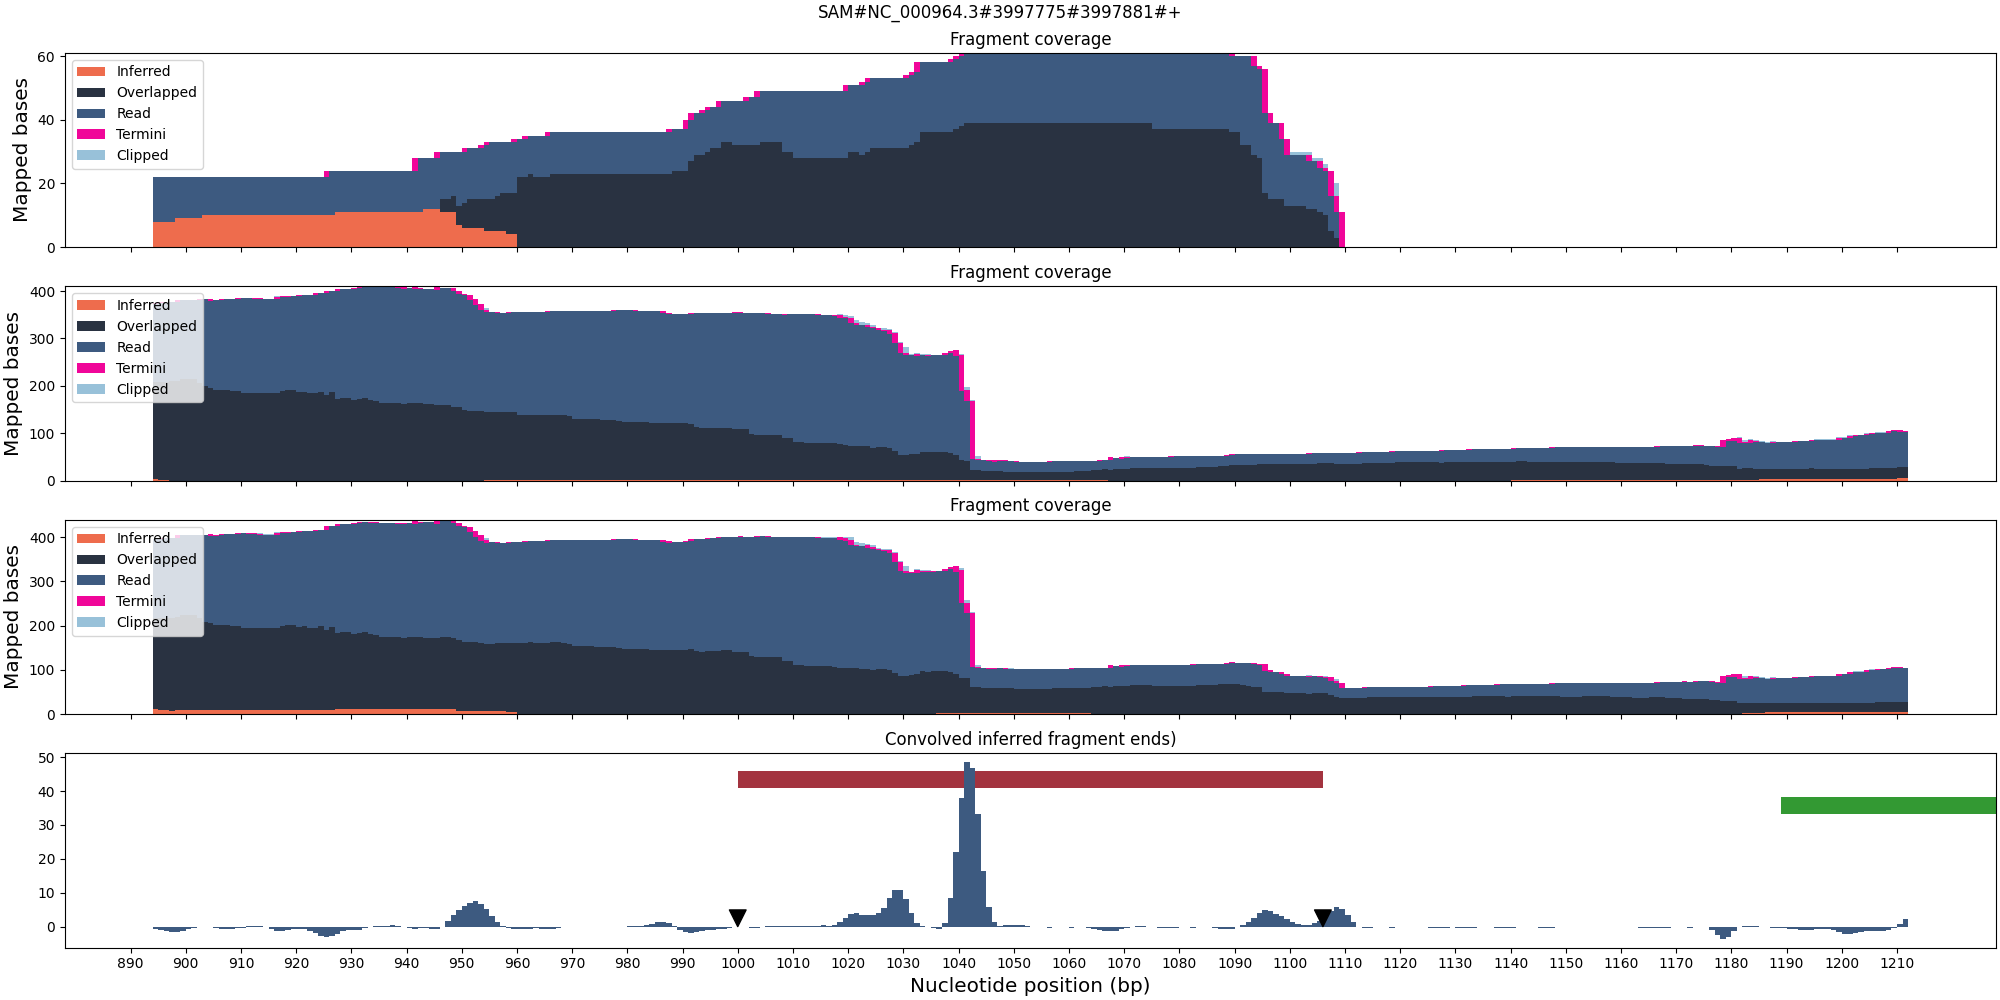 SAM#NC_000964.3#3997775#3997881#+
Fragment coverage
Mapped bases
60
40
20
0
Inferred
Overlapped
Read
Termini
Clipped
Fragment coverage
Mapped bases
400
300
200
100
0
Inferred
Overlapped
Read
Termini
Clipped
Fragment coverage
Mapped bases
400
300
200
100
0
Inferred
Overlapped
Read
Termini
Clipped
Convolved inferred fragment ends)
50
40
30
20
10
0
890 900 910 920 930 940 950 960 970 980 990 1000 1010 1020 1030 1040 1050 1060 1070 1080 1090 1100 1110 1120 1130 1140 1150 1160 1170 1180 1190 1200 1210
Nucleotide position (bp)